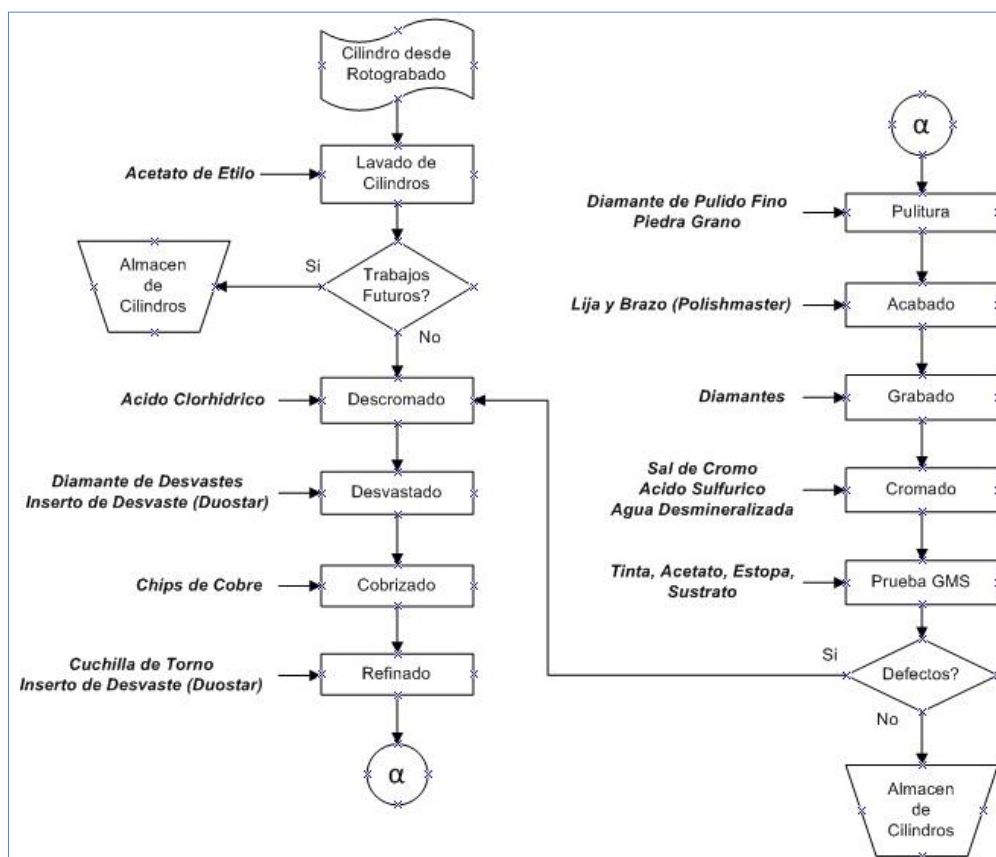 Cilindro desde
Rotograbado
Acetato de Etilo
Lavado de
Cilindros
Si
Trabajos
Futuros?
Almacen
de
Cilindros
No
Acido Clorhidrico
Descromado
Diamante de Desvastes
Inserto de Desvaste (Duostar)
Desvastado
Chips de Cobre
Cobrizado
Cuchilla de Torno
Inserto de Desvaste (Duostar)
Refinado
α
α
Diamante de Pulido Fino
Piedra Grano
Pulitura
Lija y Brazo (Polishmaster)
Acabado
Diamantes
Grabado
Sal de Cromo
Acido Sulfurico
Agua Desmineralizada
Cromado
Tinta, Acetato, Estopa,
Sustrato
Prueba GMS
Si
Defectos?
No
Almacen
de
Cilindros